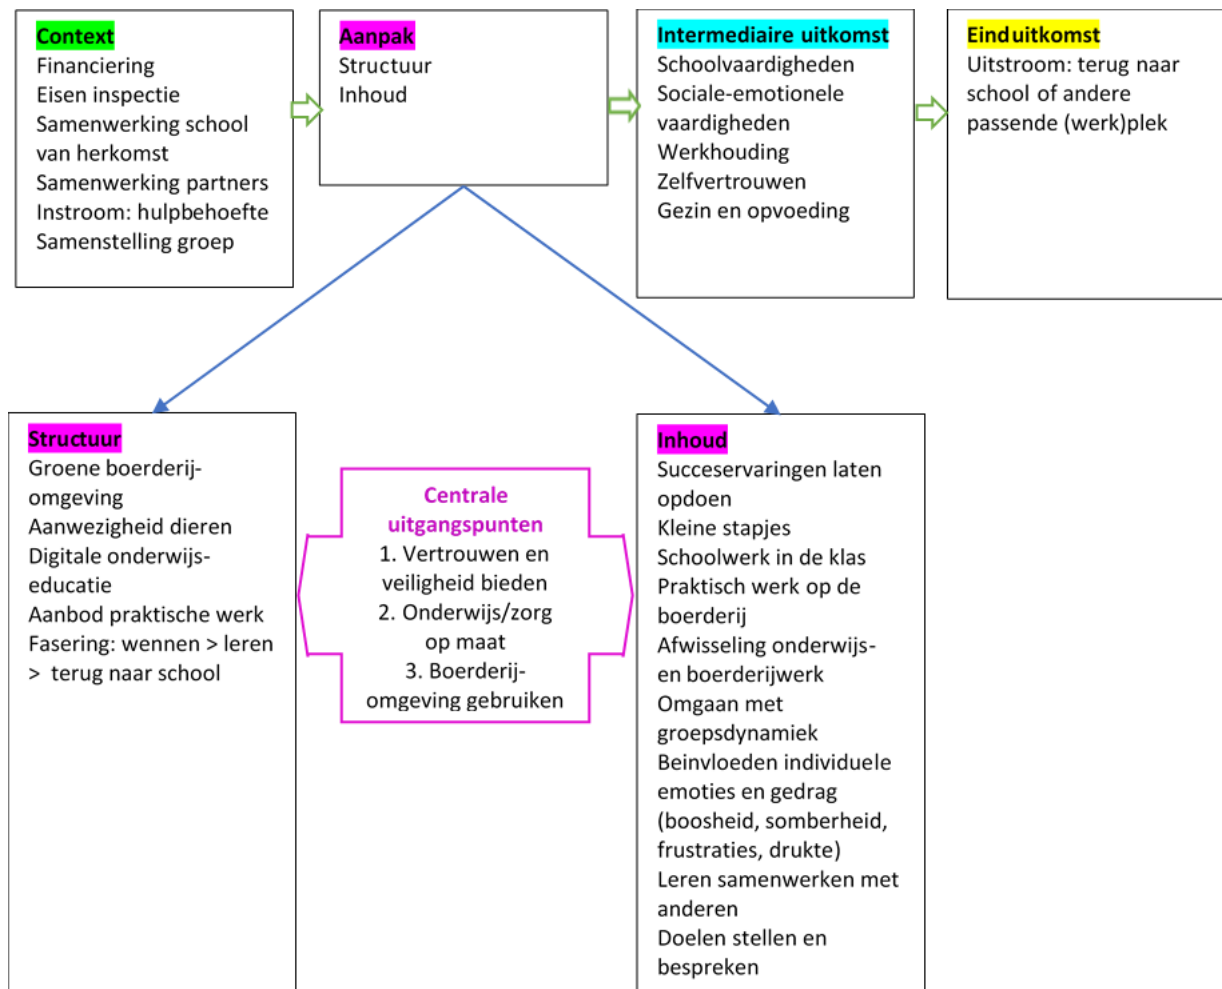 Context
Financiering
Eisen inspectie
Samenwerking school
van herkomst
Samenwerking partners
Instroom: hulpbehoefte
Samenstelling groep
Aanpak
Structuur
Inhoud
Intermediaire uitkomst
Schoolvaardigheden
Sociale-emotionele
vaardigheden
Werkhouding
Zelfvertrouwen
Gezin en opvoeding
Einduitkomst
Uitstroom: terug naar
school of andere
passende (werk)plek
Structuur
Groene boerderij-
omgeving
Aanwezigheid dieren
Digitale onderwijs-
educatie
Aanbod praktische werk
Fasering: wennen > leren
> terug naar school
Centrale
uitgangspunten
1. Vertrouwen en
veiligheid bieden
2. Onderwijs/zorg
op maat
3. Boerderij-
omgeving gebruiken
Inhoud
Succeservaringen laten
opdoen
Kleine stapjes
Schoolwerk in de klas
Praktisch werk op de
boerderij
Afwisseling onderwijs-
en boerderijwerk
Omgaan met
groepsdynamiek
Beinvloeden individuele
emoties en gedrag
(boosheid, somberheid,
frustraties, drukte)
Leren samenwerken met
anderen
Doelen stellen en
bespreken